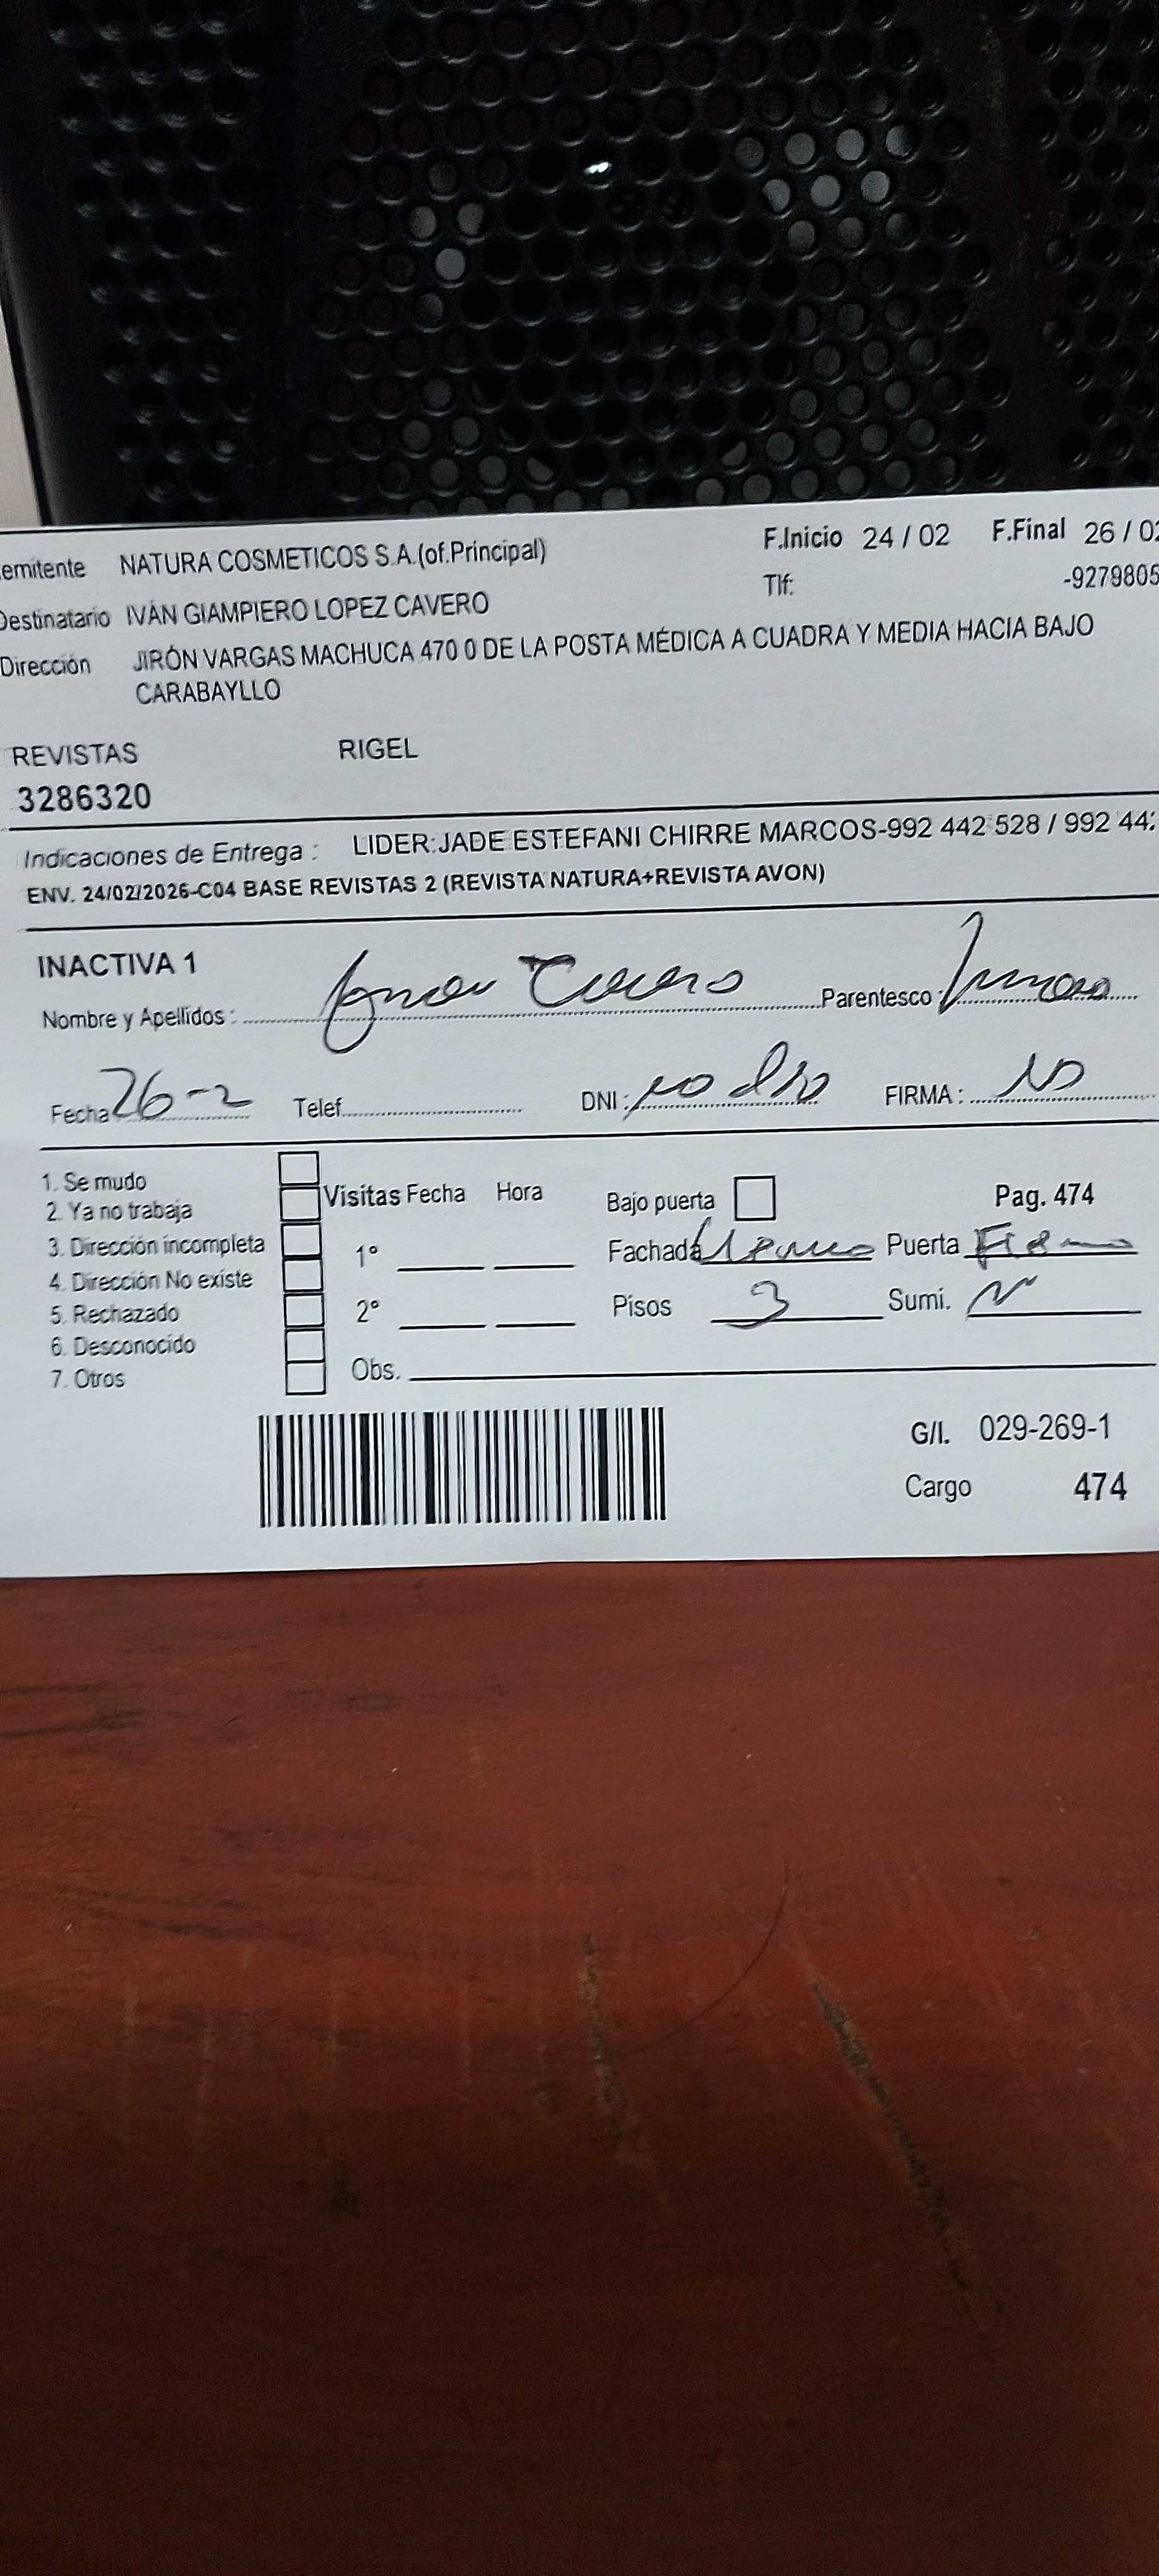 emitente NATURA COSMETICOS S.A.(of.Principal) F.Inicio 24 / 02 F.Final 26 / 02
Tlf: -9279805
Destinatario IVÁN GIAMPIERO LOPEZ CAVERO
Dirección JIRÓN VARGAS MACHUCA 470 0 DE LA POSTA MÉDICA A CUADRA Y MEDIA HACIA BAJO
CARABAYLLO
REVISTAS RIGEL
3286320
Indicaciones de Entrega : LIDER:JADE ESTEFANI CHIRRE MARCOS-992 442 528 / 992 44
ENV. 24/02/2026-C04 BASE REVISTAS 2 (REVISTA NATURA+REVISTA AVON)
INACTIVA 1
Nombre y Apellidos : Cavero Parentesco :
Fecha 26-2 Telef. DNI : no dio FIRMA : NO
1. Se mudo
2. Ya no trabaja
3. Dirección incompleta
4. Dirección No existe
5. Rechazado
6. Desconocido
7. Otros
Visitas Fecha Hora Bajo puerta Pag. 474
1° Fachada Puerta
2° Pisos 3 Sumi.
Obs.
G/I. 029-269-1
Cargo 474